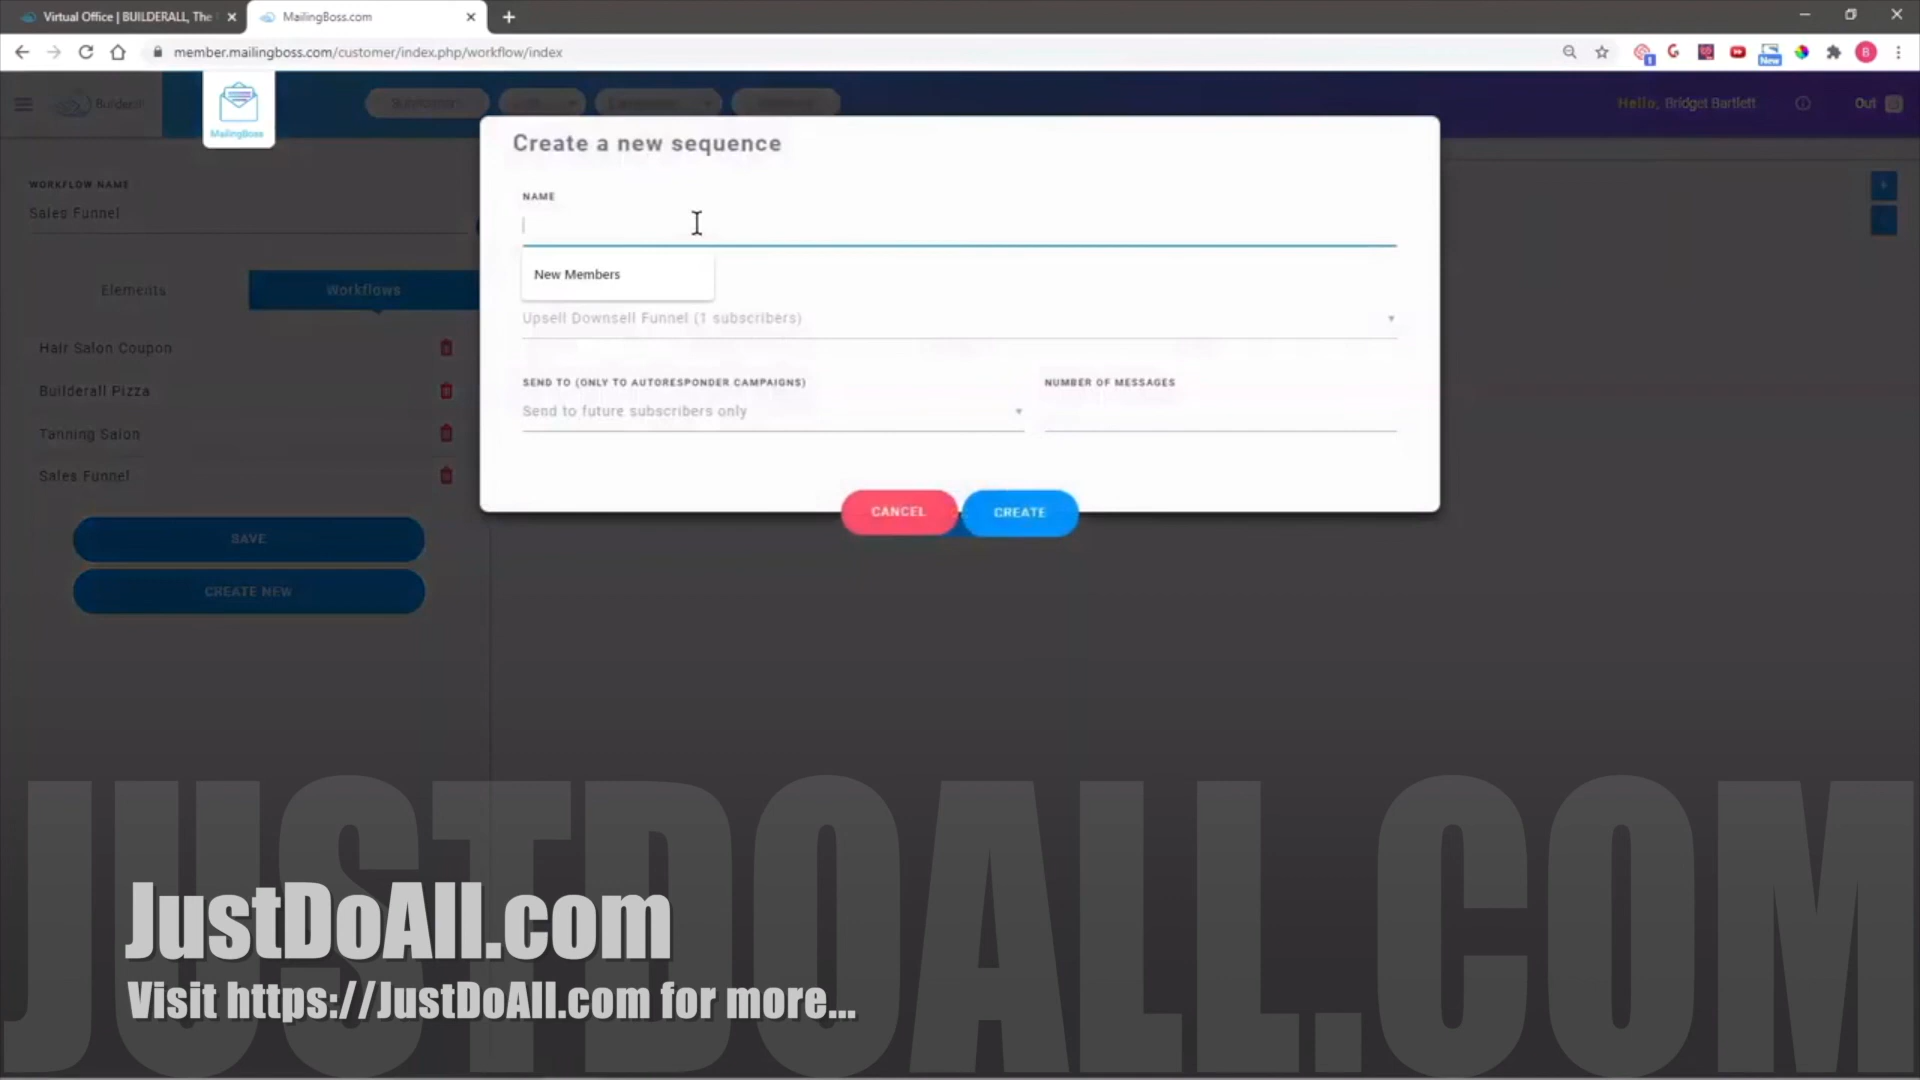 Virtual Office | BUILDERALL, The
MailingBoss.com
member.mailingboss.com/customer/index.php/workflow/index
New
B
Builderall
MailingBoss
Hello, Bridget Bartlett
Out
Create a new sequence
WORKFLOW NAME
Sales Funnel
NAME
New Members
Elements
Workflows
Upsell Downsell Funnel (1 subscribers)
Hair Salon Coupon
Builderall Pizza
Tanning Salon
Sales Funnel
SEND TO (ONLY TO AUTORESPONDER CAMPAIGNS)
NUMBER OF MESSAGES
Send to future subscribers only
CANCEL
CREATE
SAVE
CREATE NEW
JUSTDOALL.COM
JustDoAll.com
Visit https://JustDoAll.com for more...